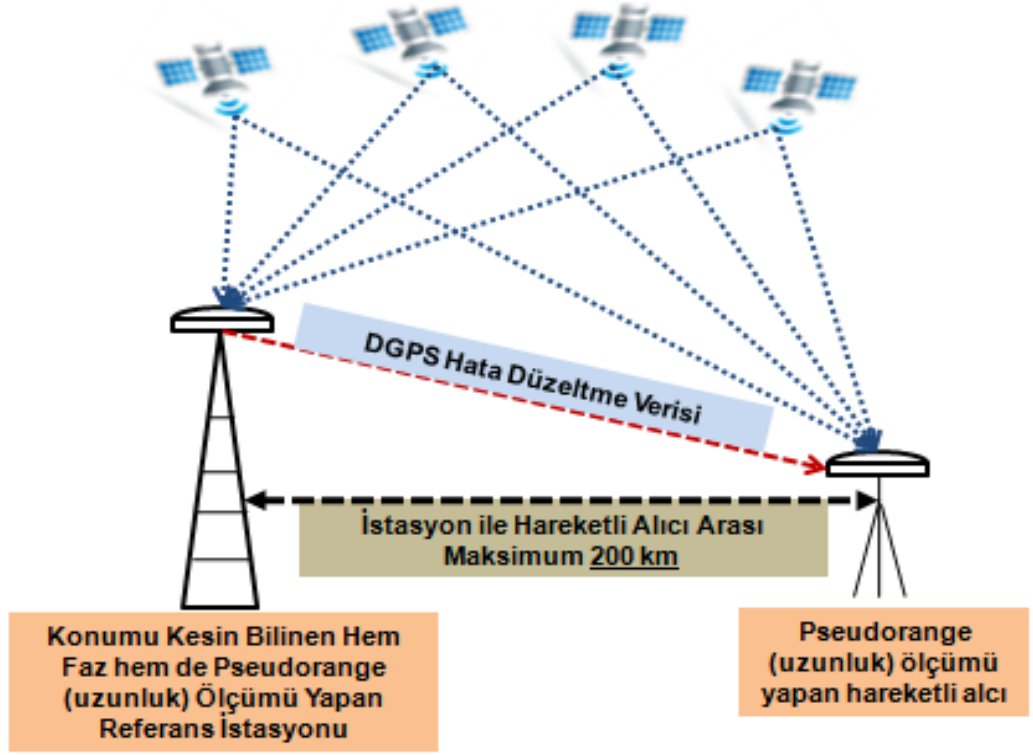 DGPS Hata Düzeltme Verisi
İstasyon ile Hareketli Alıcı Arası
Maksimum 200 km
Konumu Kesin Bilinen Hem
Faz hem de Pseudorange
(uzunluk) Ölçümü Yapan
Referans İstasyonu
Pseudorange
(uzunluk) ölçümü
yapan hareketli alcı